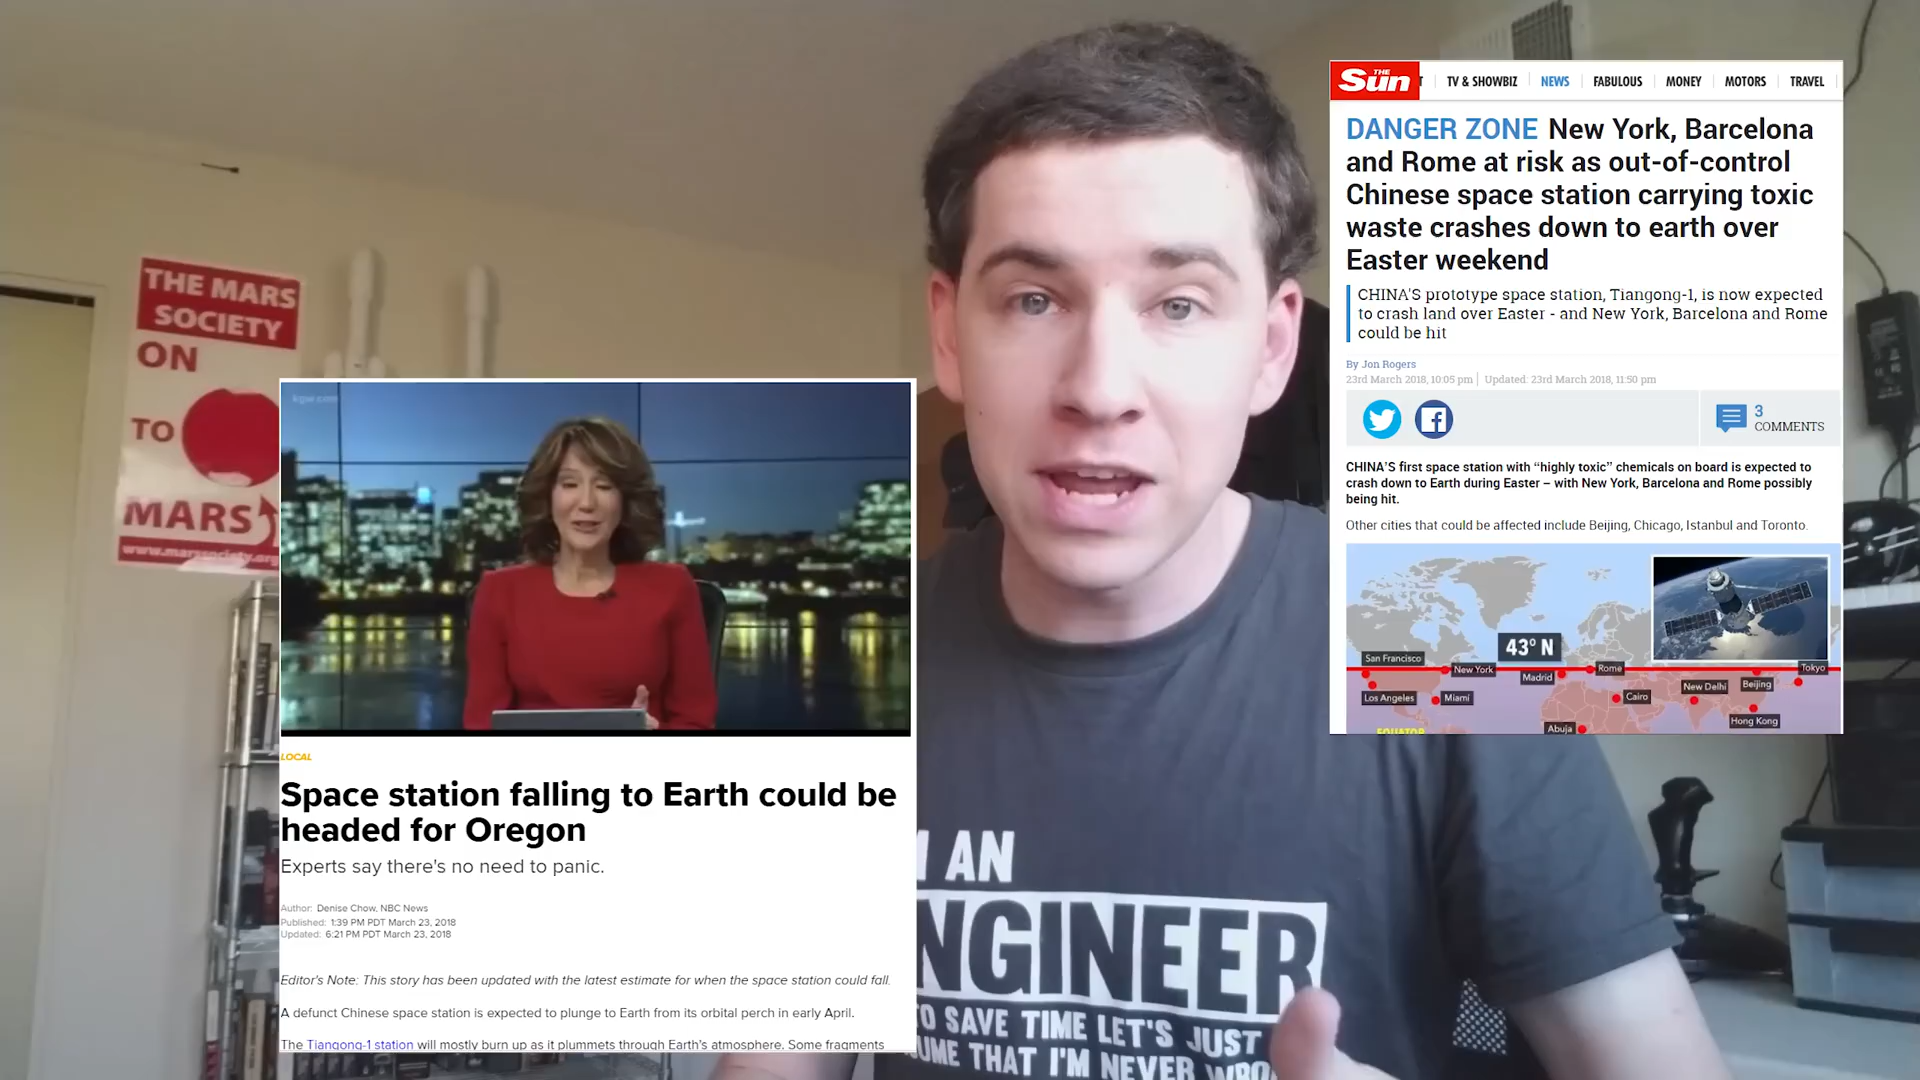 THE MARS
SOCIETY
ON
TO
MARS
www.marssociety.org
kgw.com
LOCAL
Space station falling to Earth could be
headed for Oregon
Experts say there's no need to panic.
Author: Denise Chow, NBC News
Published: 1:39 PM PDT March 23, 2018
Updated: 6:21 PM PDT March 23, 2018
Editor's Note: This story has been updated with the latest estimate for when the space station could fall.
A defunct Chinese space station is expected to plunge to Earth from its orbital perch in early April.
The Tiangong-1 station will mostly burn up as it plummets through Earth's atmosphere. Some fragments
AN
NGINEER
O SAVE TIME LET'S JUST
UME THAT I'M NEVER WRO
THE
Sun
TV & SHOWBIZ NEWS FABULOUS MONEY MOTORS TRAVEL
DANGER ZONE New York, Barcelona
and Rome at risk as out-of-control
Chinese space station carrying toxic
waste crashes down to earth over
Easter weekend
CHINA'S prototype space station, Tiangong-1, is now expected
to crash land over Easter - and New York, Barcelona and Rome
could be hit
By Jon Rogers
23rd March 2018, 10:05 pm Updated: 23rd March 2018, 11:50 pm
3
COMMENTS
CHINA'S first space station with “highly toxic” chemicals on board is expected to
crash down to Earth during Easter – with New York, Barcelona and Rome possibly
being hit.
Other cities that could be affected include Beijing, Chicago, Istanbul and Toronto.
43° N
San Francisco
New York
Madrid
Rome
Tokyo
Los Angeles
Miami
Cairo
New Delhi
Beijing
Hong Kong
Abuja
EQUATOR